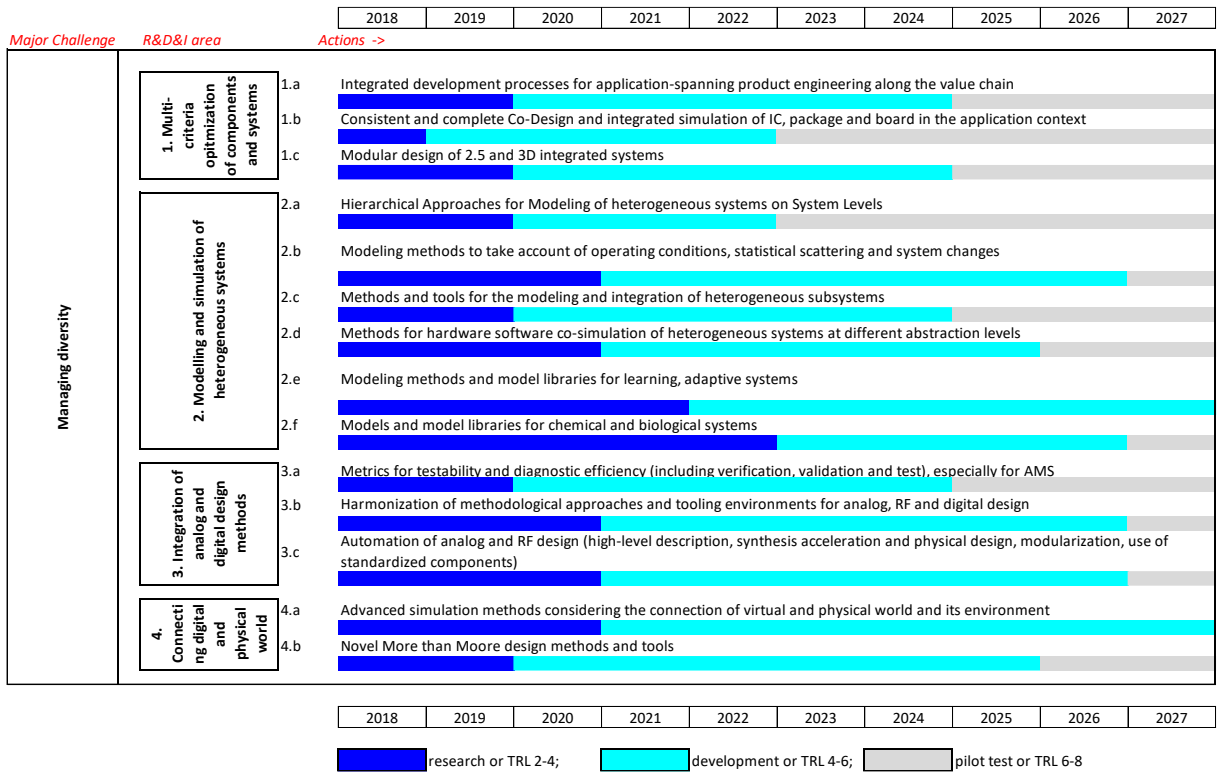 2018 2019 2020 2021 2022 2023 2024 2025 2026 2027
Major Challenge R&D&I area Actions ->
Managing diversity
1. Multi-
criteria
opitmization
of components
and systems
1.a Integrated development processes for application-spanning product engineering along the value chain
1.b Consistent and complete Co-Design and integrated simulation of IC, package and board in the application context
1.c Modular design of 2.5 and 3D integrated systems
2. Modelling and simulation of
heterogeneous systems
2.a Hierarchical Approaches for Modeling of heterogeneous systems on System Levels
2.b Modeling methods to take account of operating conditions, statistical scattering and system changes
2.c Methods and tools for the modeling and integration of heterogeneous subsystems
2.d Methods for hardware software co-simulation of heterogeneous systems at different abstraction levels
2.e Modeling methods and model libraries for learning, adaptive systems
2.f Models and model libraries for chemical and biological systems
3. Integration of
analog and
digital design
methods
3.a Metrics for testability and diagnostic efficiency (including verification, validation and test), especially for AMS
3.b Harmonization of methodological approaches and tooling environments for analog, RF and digital design
3.c Automation of analog and RF design (high-level description, synthesis acceleration and physical design, modularization, use of
standardized components)
4.
Connecti
ng digital
and
physical
world
4.a Advanced simulation methods considering the connection of virtual and physical world and its environment
4.b Novel More than Moore design methods and tools
2018 2019 2020 2021 2022 2023 2024 2025 2026 2027
research or TRL 2-4; development or TRL 4-6; pilot test or TRL 6-8